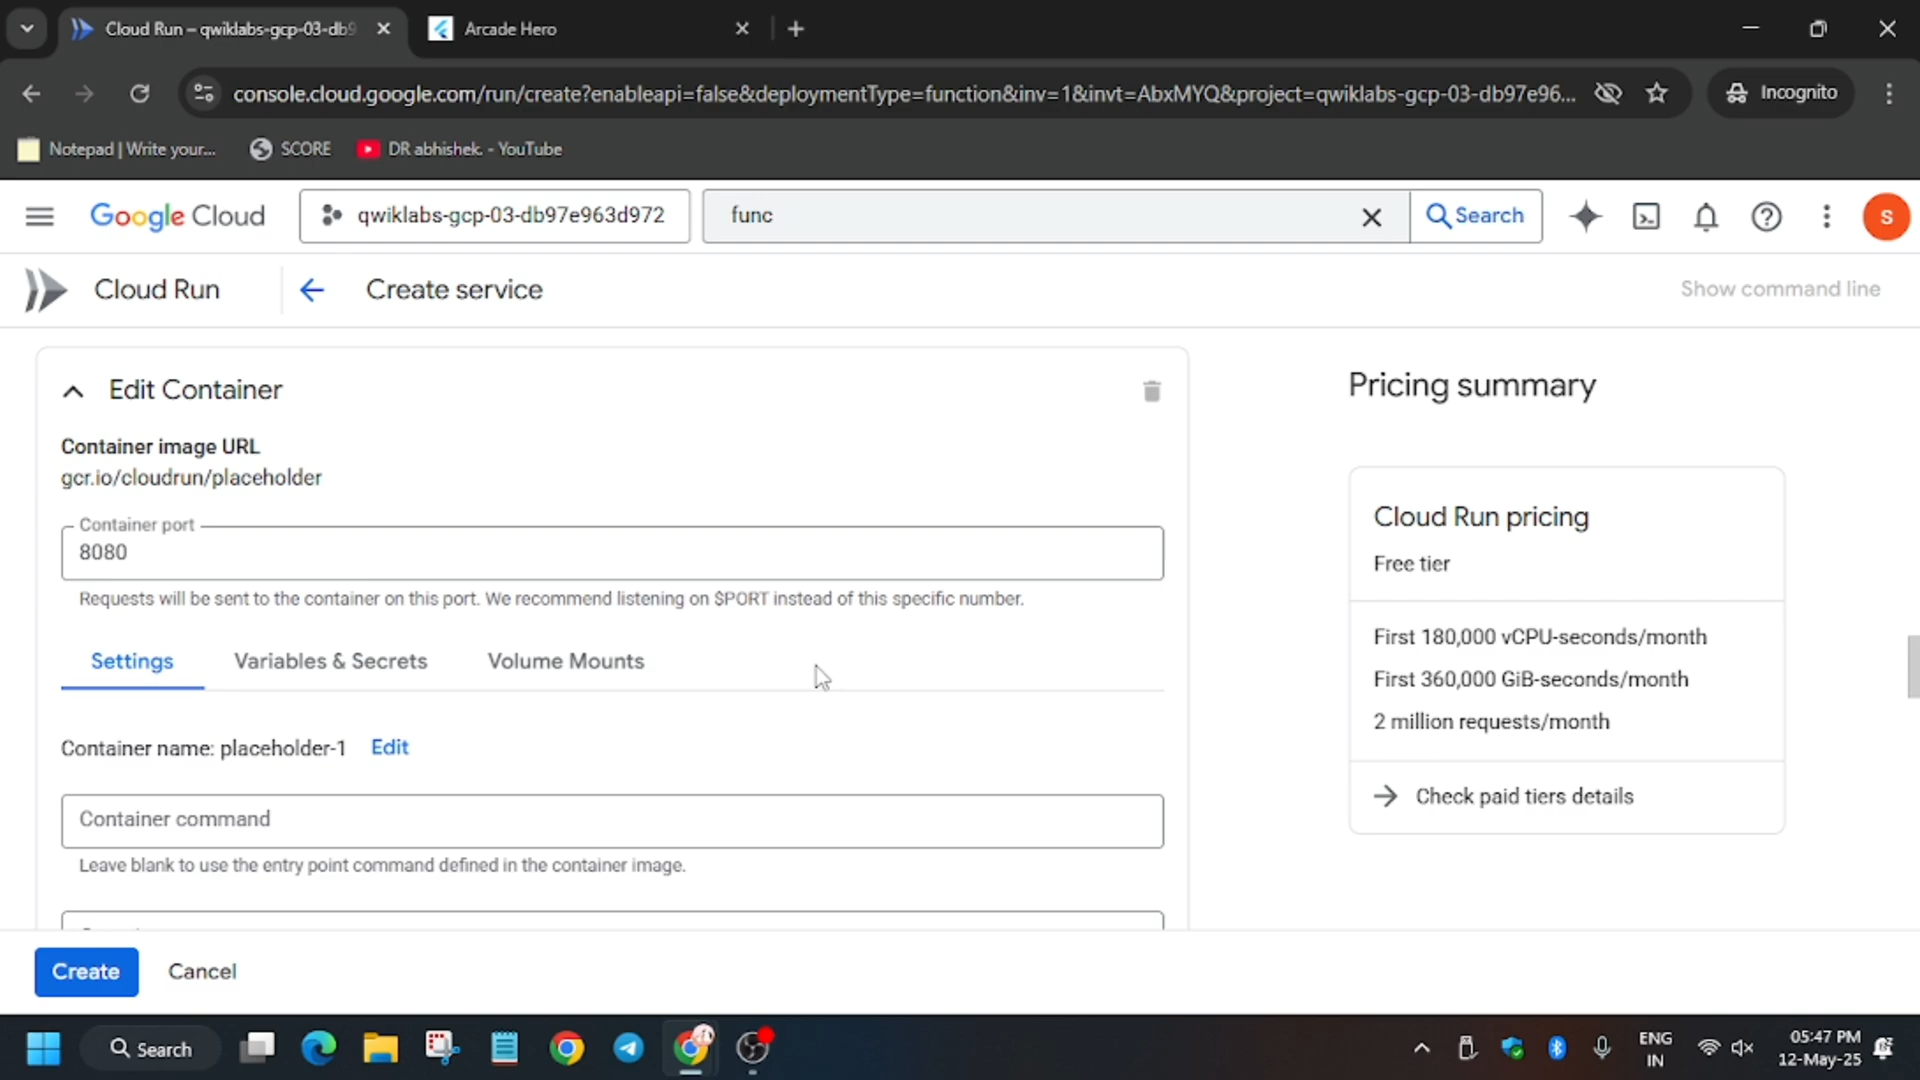 Cloud Run – qwiklabs-gcp-03-db9
Arcade Hero
console.cloud.google.com/run/create?enableapi=false&deploymentType=function&inv=1&invt=AbxMYQ&project=qwiklabs-gcp-03-db97e96...
Incognito
Notepad | Write your...
SCORE
DR abhishek. - YouTube
Google Cloud
qwiklabs-gcp-03-db97e963d972
func
Search
S
Cloud Run
Create service
Show command line
Edit Container
Container image URL
gcr.io/cloudrun/placeholder
Container port
8080
Requests will be sent to the container on this port. We recommend listening on $PORT instead of this specific number.
Settings
Variables & Secrets
Volume Mounts
Container name: placeholder-1
Edit
Container command
Leave blank to use the entry point command defined in the container image.
Pricing summary
Cloud Run pricing
Free tier
First 180,000 vCPU-seconds/month
First 360,000 GiB-seconds/month
2 million requests/month
Check paid tiers details
Create
Cancel
Search
ENG
IN
05:47 PM
12-May-25